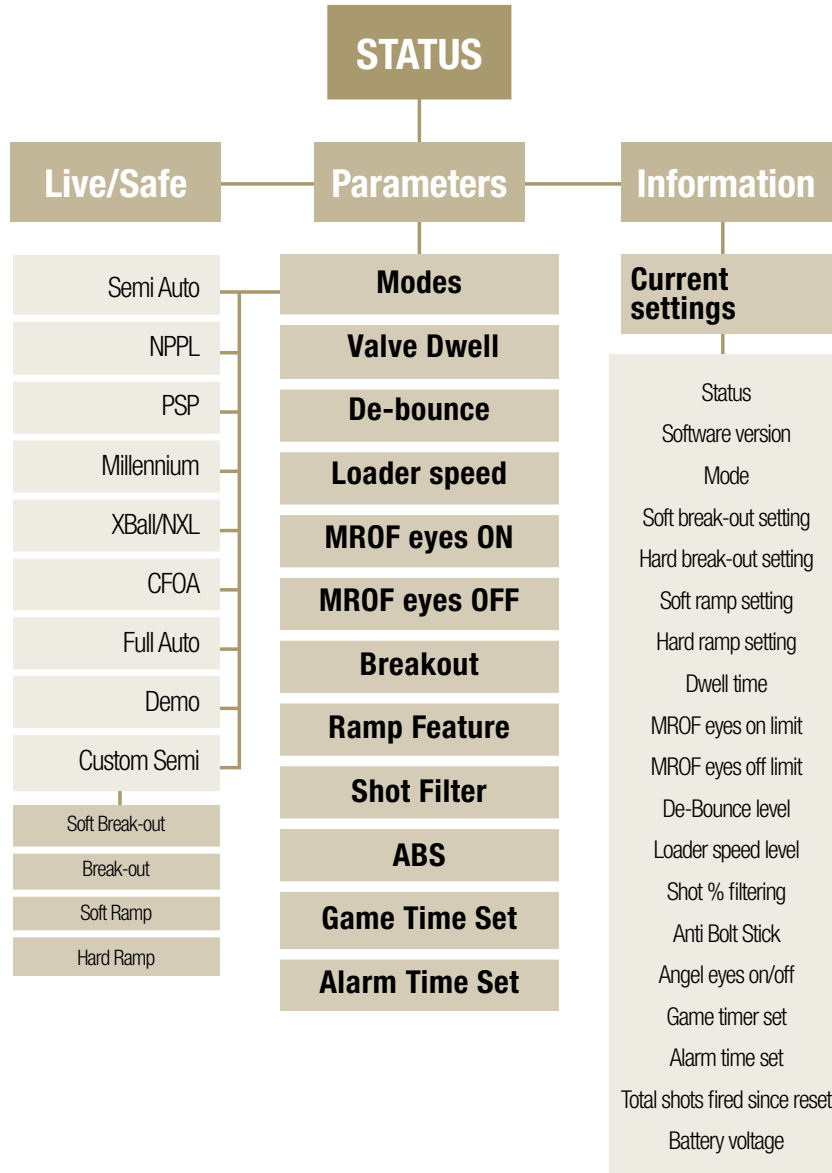 STATUS
Live/Safe
Parameters
Information
Semi Auto
NPPL
PSP
Millennium
XBall/NXL
CFOA
Full Auto
Demo
Custom Semi
Soft Break-out
Break-out
Soft Ramp
Hard Ramp
Modes
Valve Dwell
De-bounce
Loader speed
MROF eyes ON
MROF eyes OFF
Breakout
Ramp Feature
Shot Filter
ABS
Game Time Set
Alarm Time Set
Current
settings
Status
Software version
Mode
Soft break-out setting
Hard break-out setting
Soft ramp setting
Hard ramp setting
Dwell time
MROF eyes on limit
MROF eyes off limit
De-Bounce level
Loader speed level
Shot % filtering
Anti Bolt Stick
Angel eyes on/off
Game timer set
Alarm time set
Total shots fired since reset
Battery voltage